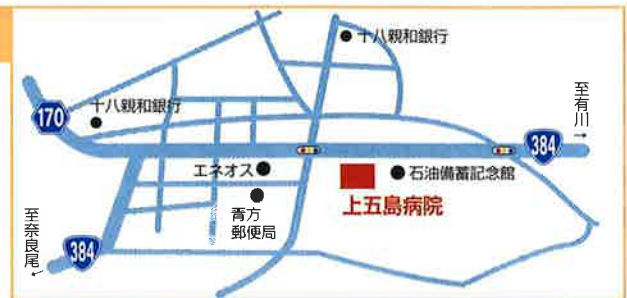 十八親和銀行
十八親和銀行
170
至有川
→
384
エネオス
石油備蓄記念館
上五島病院
青方
郵便局
至奈良尾
←
384